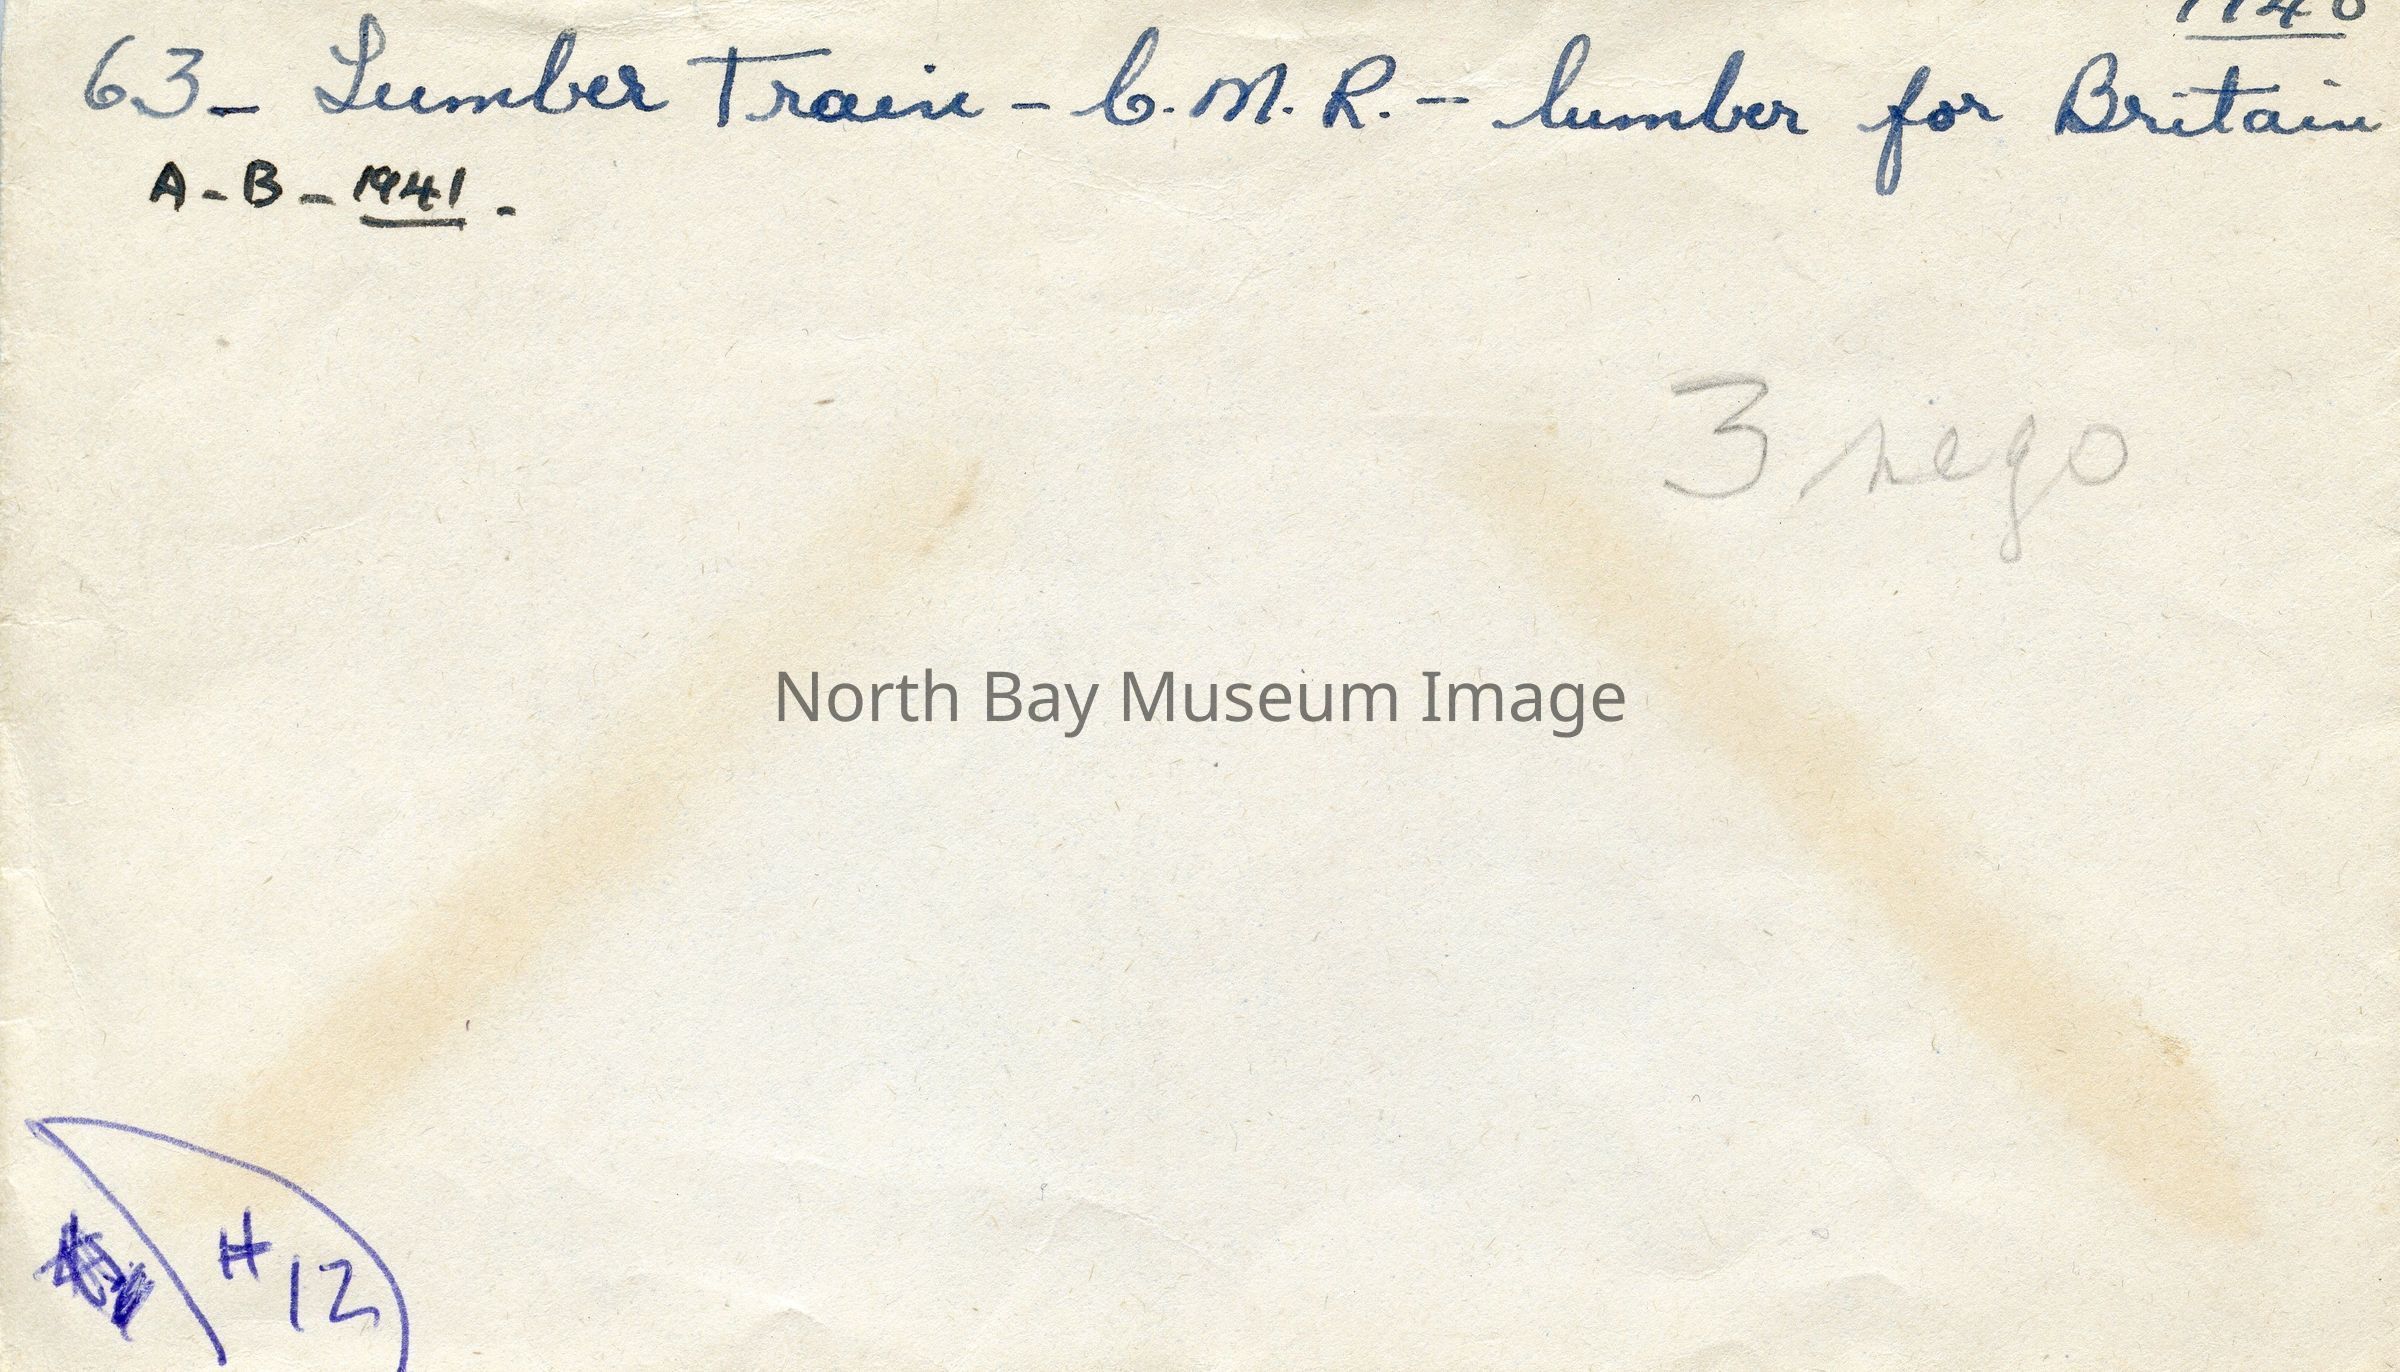 1940
63 - Lumber Train - C.N.R. - lumber for Britain
A - B - 1941 -
3 nego
North Bay Museum Image
# 12